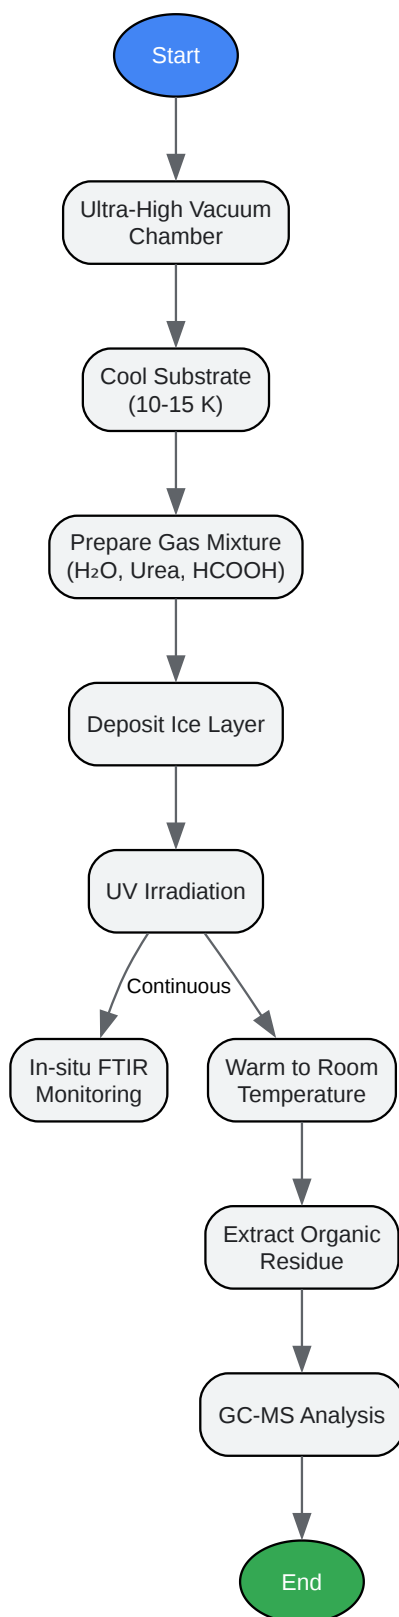 Start
Ultra-High Vacuum
Chamber
Cool Substrate
(10-15 K)
Prepare Gas Mixture
(H₂O, Urea, HCOOH)
Deposit Ice Layer
UV Irradiation
Continuous
In-situ FTIR
Monitoring
Warm to Room
Temperature
Extract Organic
Residue
GC-MS Analysis
End